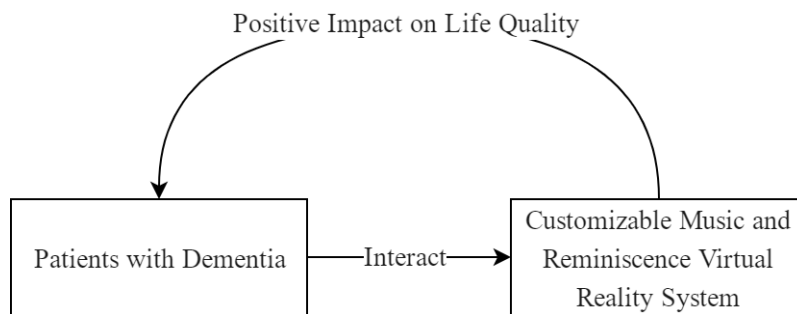 Positive Impact on Life Quality
Patients with Dementia
Interact
Customizable Music and
Reminiscence Virtual
Reality System